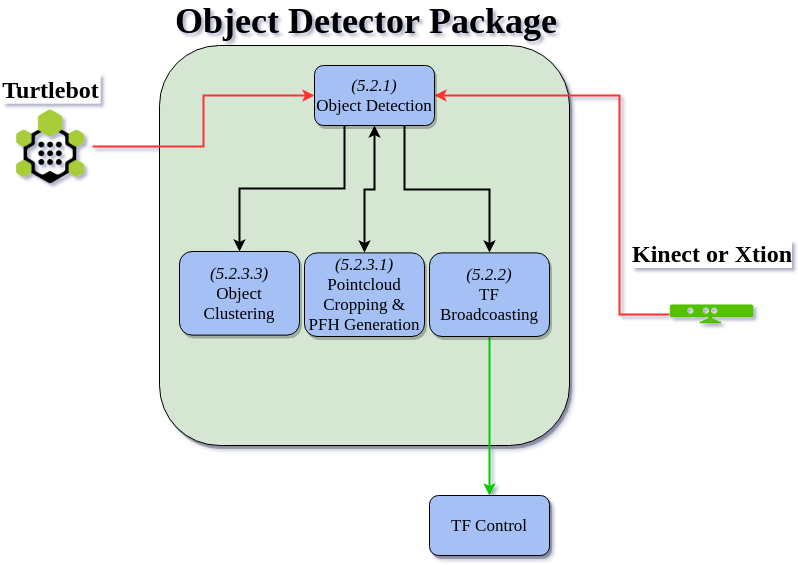 Object Detector Package
Turtlebot
(5.2.1)
Object Detection
Kinect or Xtion
(5.2.3.3)
Object
Clustering
(5.2.3.1)
Pointcloud
Cropping &
PFH Generation
(5.2.2)
TF
Broadcoasting
TF Control